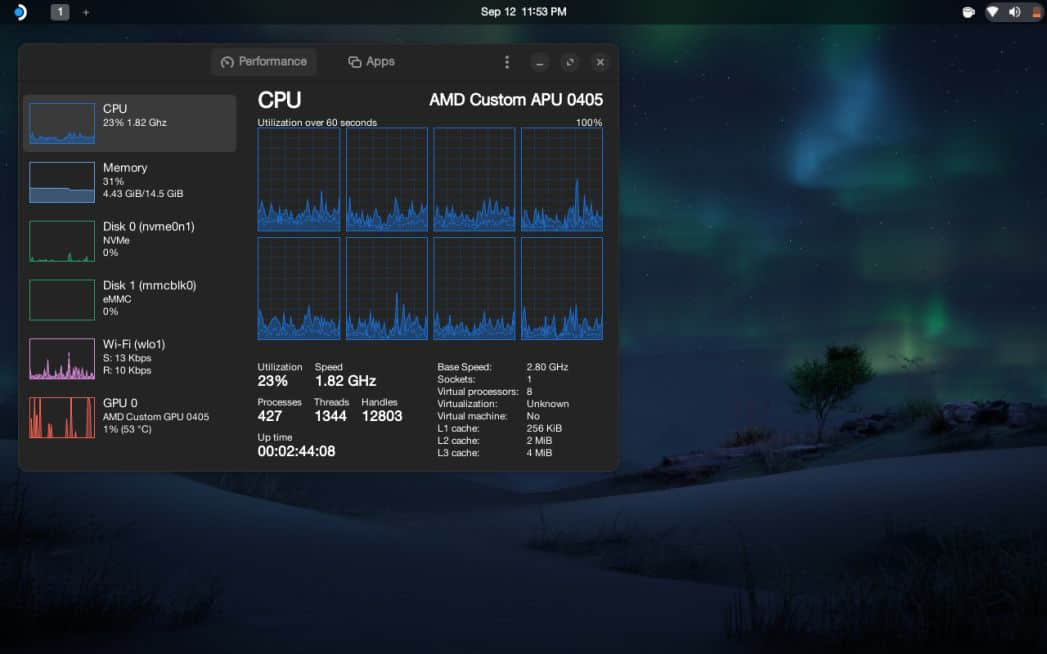 1 +
Sep 12 11:53 PM
Performance
Apps
CPU
23% 1.82 Ghz
Memory
31%
4.43 GiB/14.5 GiB
Disk 0 (nvme0n1)
NVMe
0%
Disk 1 (mmcblk0)
eMMC
0%
Wi-Fi (wlo1)
S: 13 Kbps
R: 10 Kbps
GPU 0
AMD Custom GPU 0405
1% (53 °C)
CPU
AMD Custom APU 0405
Utilization over 60 seconds
100%
Utilization Speed
23% 1.82 GHz
Processes Threads Handles
427 1344 12803
Up time
00:02:44:08
Base Speed: 2.80 GHz
Sockets: 1
Virtual processors: 8
Virtualization: Unknown
Virtual machine: No
L1 cache: 256 KiB
L2 cache: 2 MiB
L3 cache: 4 MiB